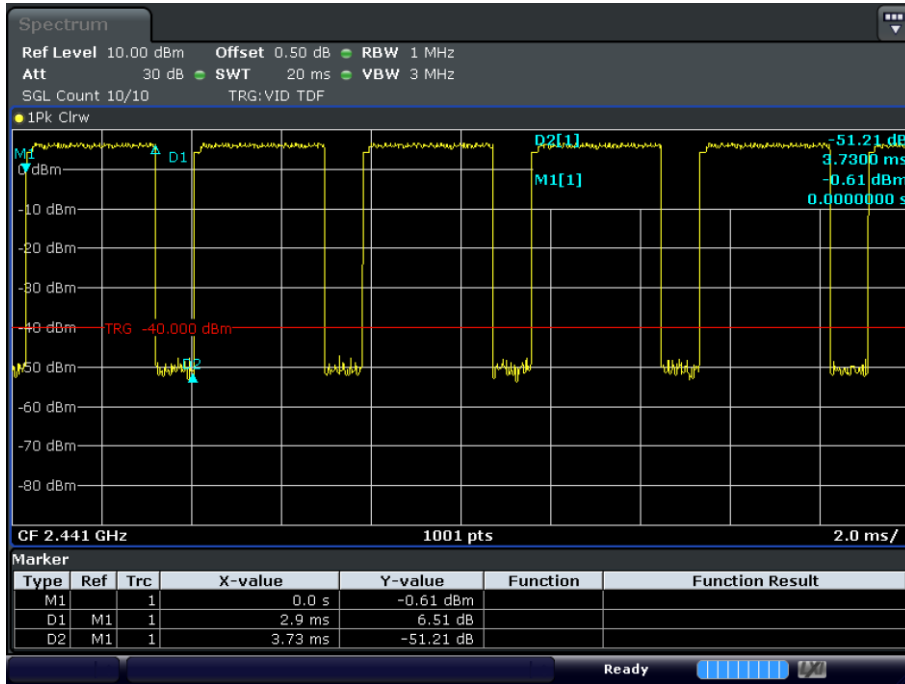 Spectrum
Ref Level 10.00 dBm Offset 0.50 dB RBW 1 MHz
Att 30 dB SWT 20 ms VBW 3 MHz
SGL Count 10/10 TRG:VID TDF
1Pk Clrw
D2[1] -51.21 dB
3.7300 ms
M1[1] -0.61 dBm
0.0000000 s
M1
D1
0 dBm
-10 dBm
-20 dBm
-30 dBm
-40 dBm TRG -40.000 dBm
-50 dBm D2
-60 dBm
-70 dBm
-80 dBm
CF 2.441 GHz 1001 pts 2.0 ms/
Marker
Type Ref Trc X-value Y-value Function Function Result
M1 1 0.0 s -0.61 dBm
D1 M1 1 2.9 ms 6.51 dB
D2 M1 1 3.73 ms -51.21 dB
Ready